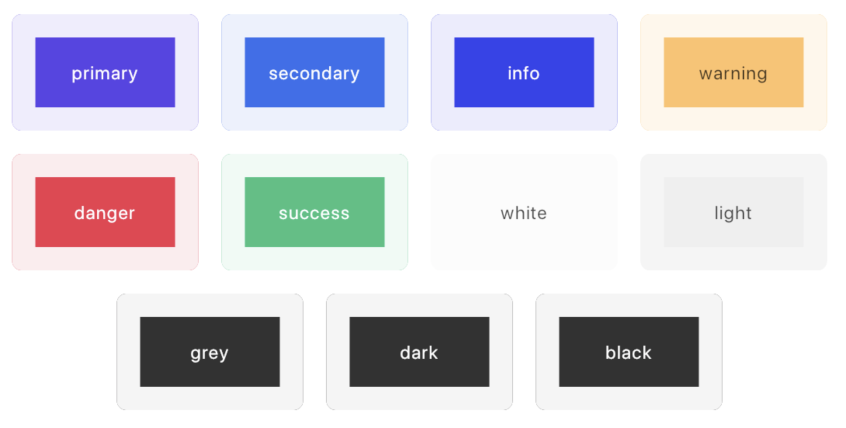 primary
secondary
info
warning
danger
success
white
light
grey
dark
black